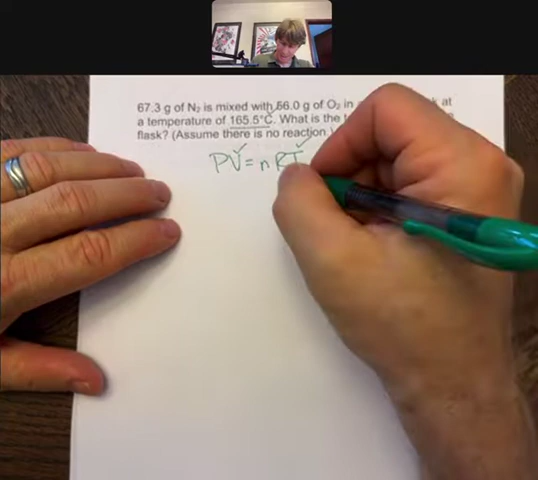 67.3 g of N₂ is mixed with 66.0 g of O₂ in at
a temperature of 165.5°C. What is the
flask? (Assume there is no reaction.)
PV = nRT